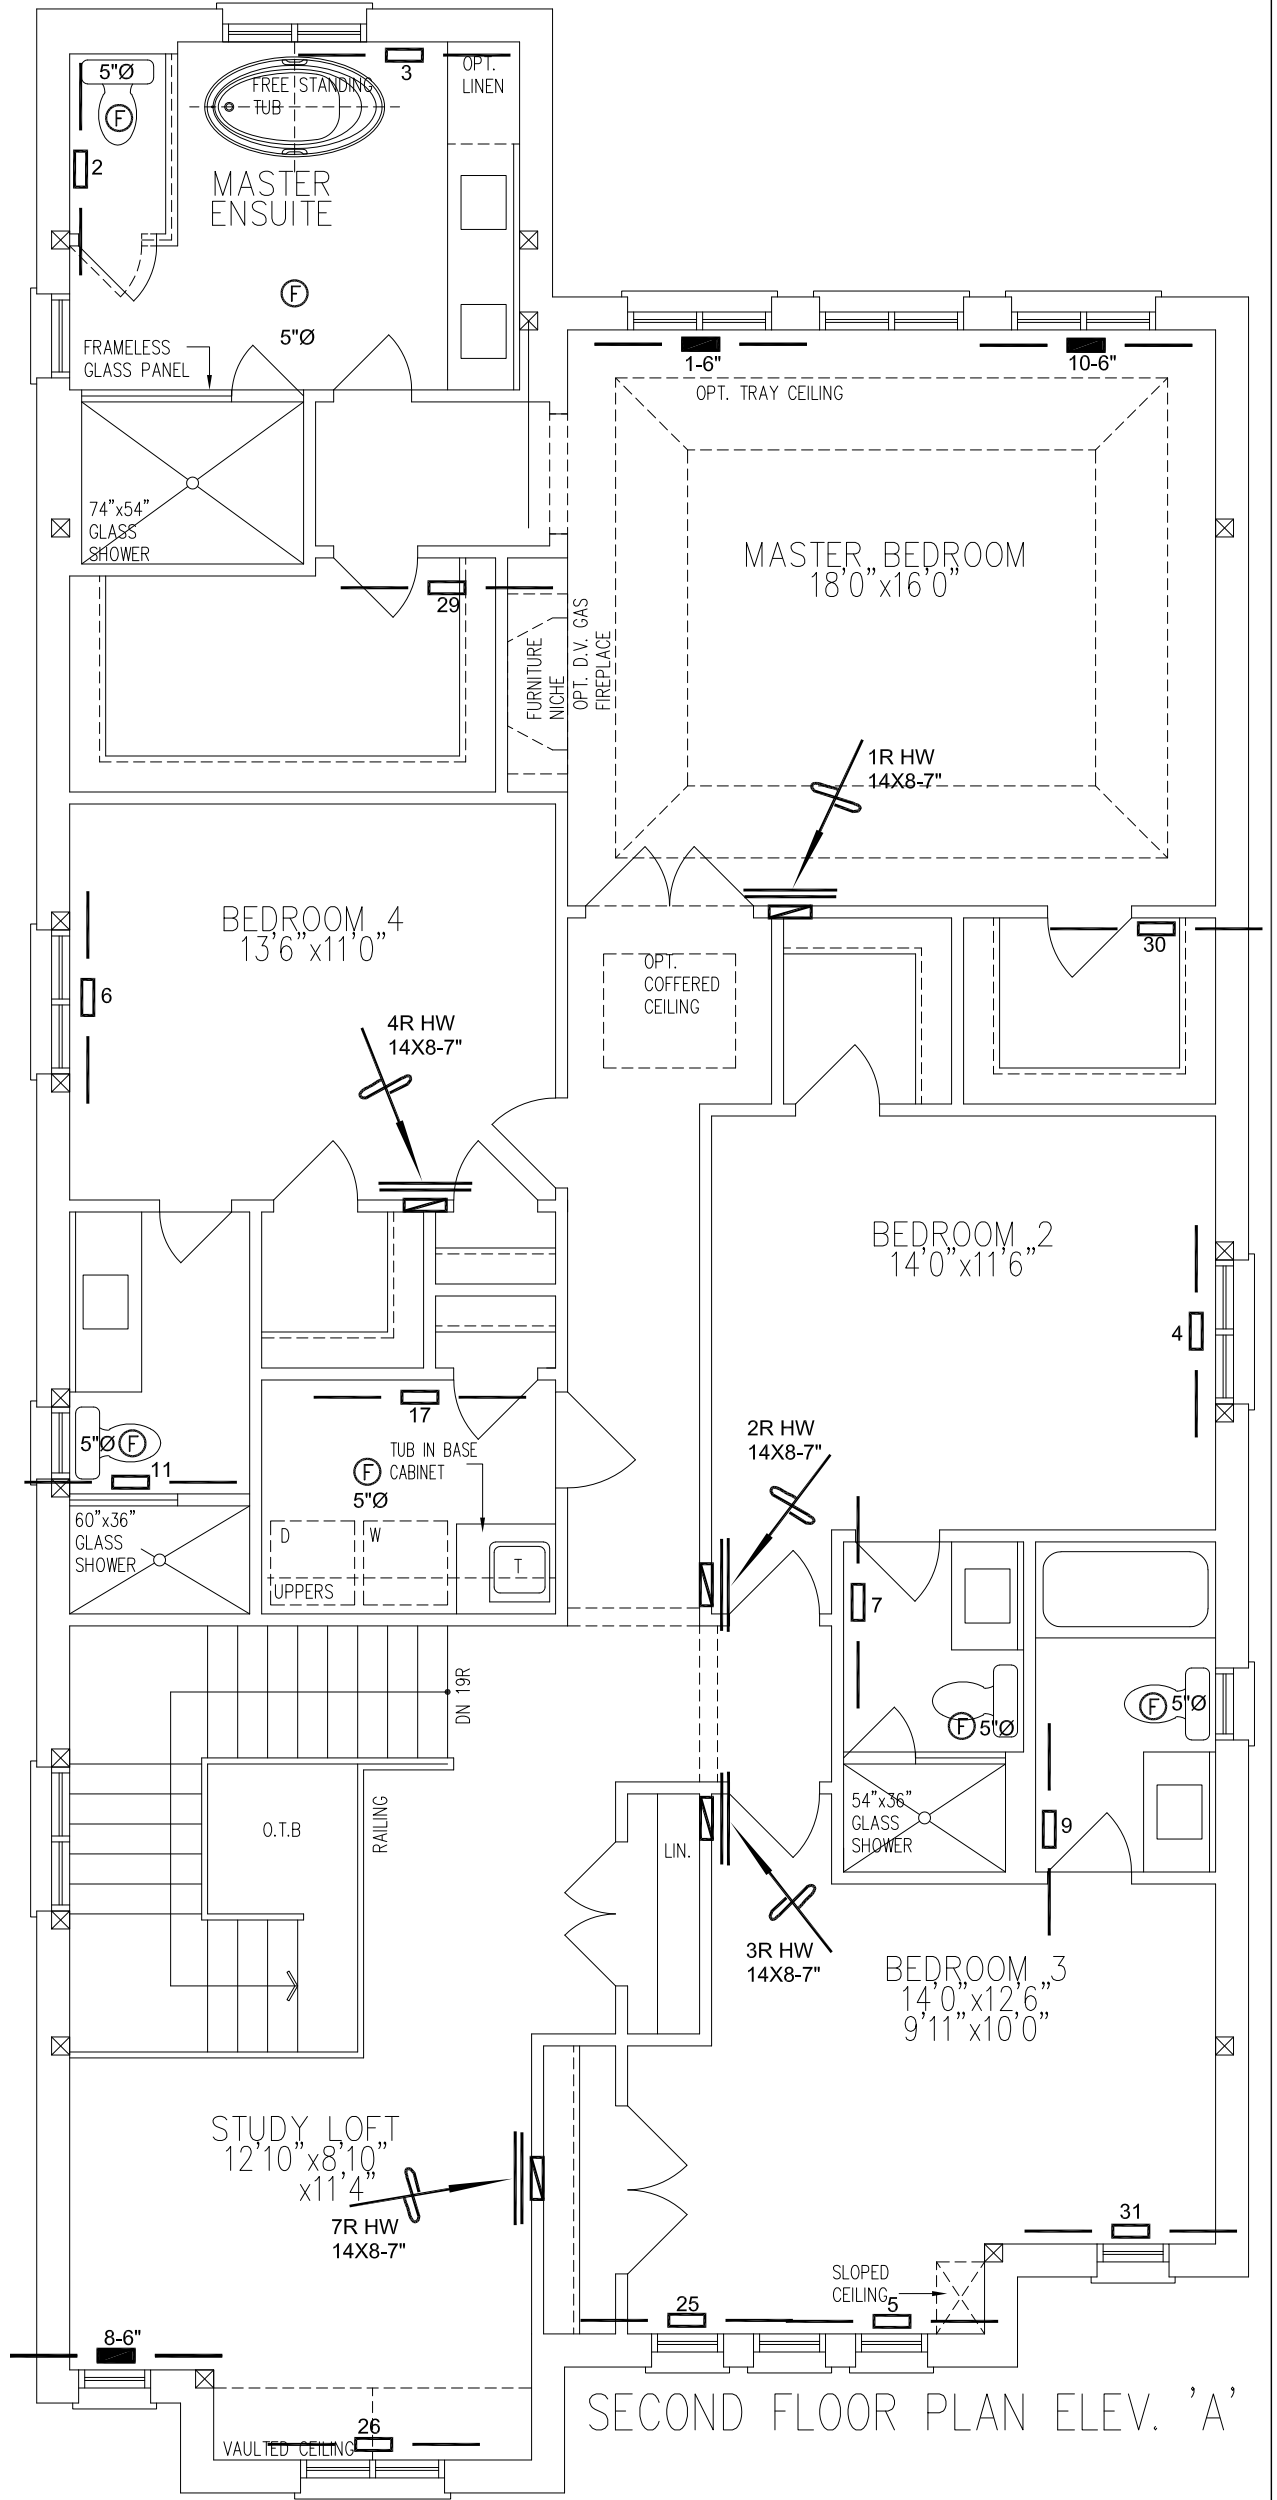 5"Ø
F
2
3
OPT.
LINEN
FREE STANDING
TUB
MASTER
ENSUITE
F
5"Ø
FRAMELESS
GLASS PANEL
1-6"
10-6"
OPT. TRAY CEILING
74"x54"
GLASS
SHOWER
MASTER BEDROOM
18'0"x16'0"
29
FURNITURE
NICHE
OPT. D.V. GAS
FIREPLACE
1R HW
14X8-7"
BEDROOM 4
13'6"x11'0"
30
OPT.
COFFERED
CEILING
6
4R HW
14X8-7"
BEDROOM 2
14'0"x11'6"
4
17
2R HW
14X8-7"
5"Ø F
11
TUB IN BASE
CABINET
F
5"Ø
60"x36"
GLASS
SHOWER
D
W
T
UPPERS
7
DN 19R
F 5"Ø
F 5"Ø
54"x36"
GLASS
SHOWER
9
O.T.B
RAILING
LIN.
3R HW
14X8-7"
BEDROOM 3
14'0"x12'6"
9'11"x10'0"
STUDY LOFT
12'10"x8'10"
x11'4"
7R HW
14X8-7"
31
SLOPED
CEILING
25
5
8-6"
26
VAULTED CEILING
SECOND FLOOR PLAN ELEV. 'A'